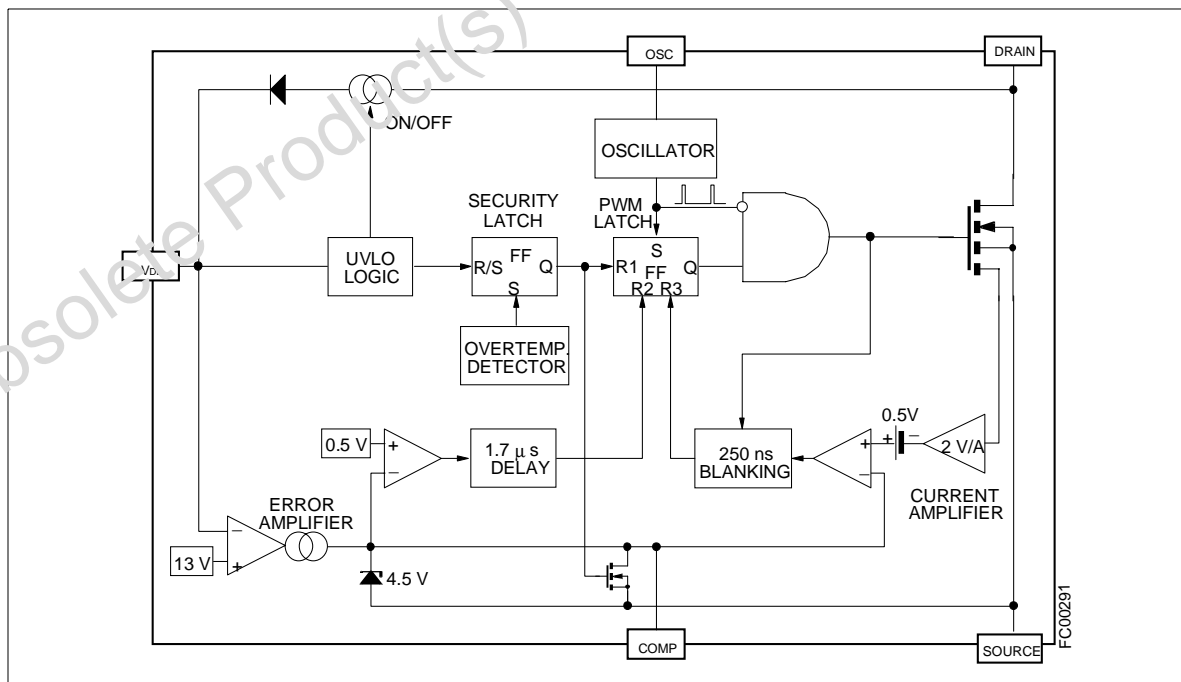 OSC
DRAIN
ON/OFF
OSCILLATOR
SECURITY
LATCH
PWM
LATCH
UVLO
LOGIC
R/S
FF
Q
S
S
R1
FF
Q
R2 R3
OVERTEMP.
DETECTOR
0.5 V
+
−
1.7 μ s
DELAY
250 ns
BLANKING
+
−
0.5V
+
−
2 V/A
CURRENT
AMPLIFIER
ERROR
AMPLIFIER
13 V
−
+
4.5 V
COMP
SOURCE
FC00291
Product(s)